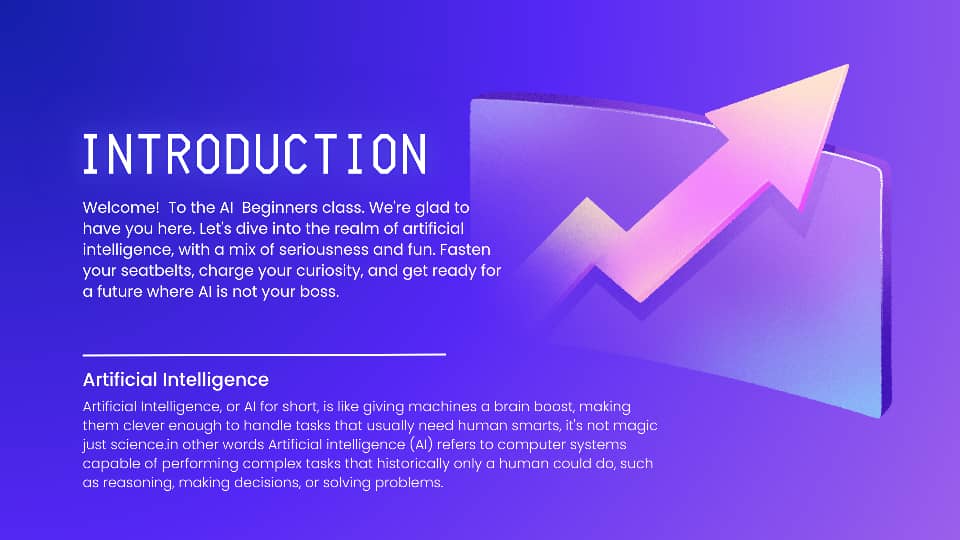 INTRODUCTION
Welcome!  To the AI  Beginners class. We're glad to
have you here. Let's dive into the realm of artificial
intelligence, with a mix of seriousness and fun. Fasten
your seatbelts, charge your curiosity, and get ready for
a future where AI is not your boss.
Artificial Intelligence
Artificial Intelligence, or AI for short, is like giving machines a brain boost, making
them clever enough to handle tasks that usually need human smarts, it's not magic
just science.in other words Artificial intelligence (AI) refers to computer systems
capable of performing complex tasks that historically only a human could do, such
as reasoning, making decisions, or solving problems.